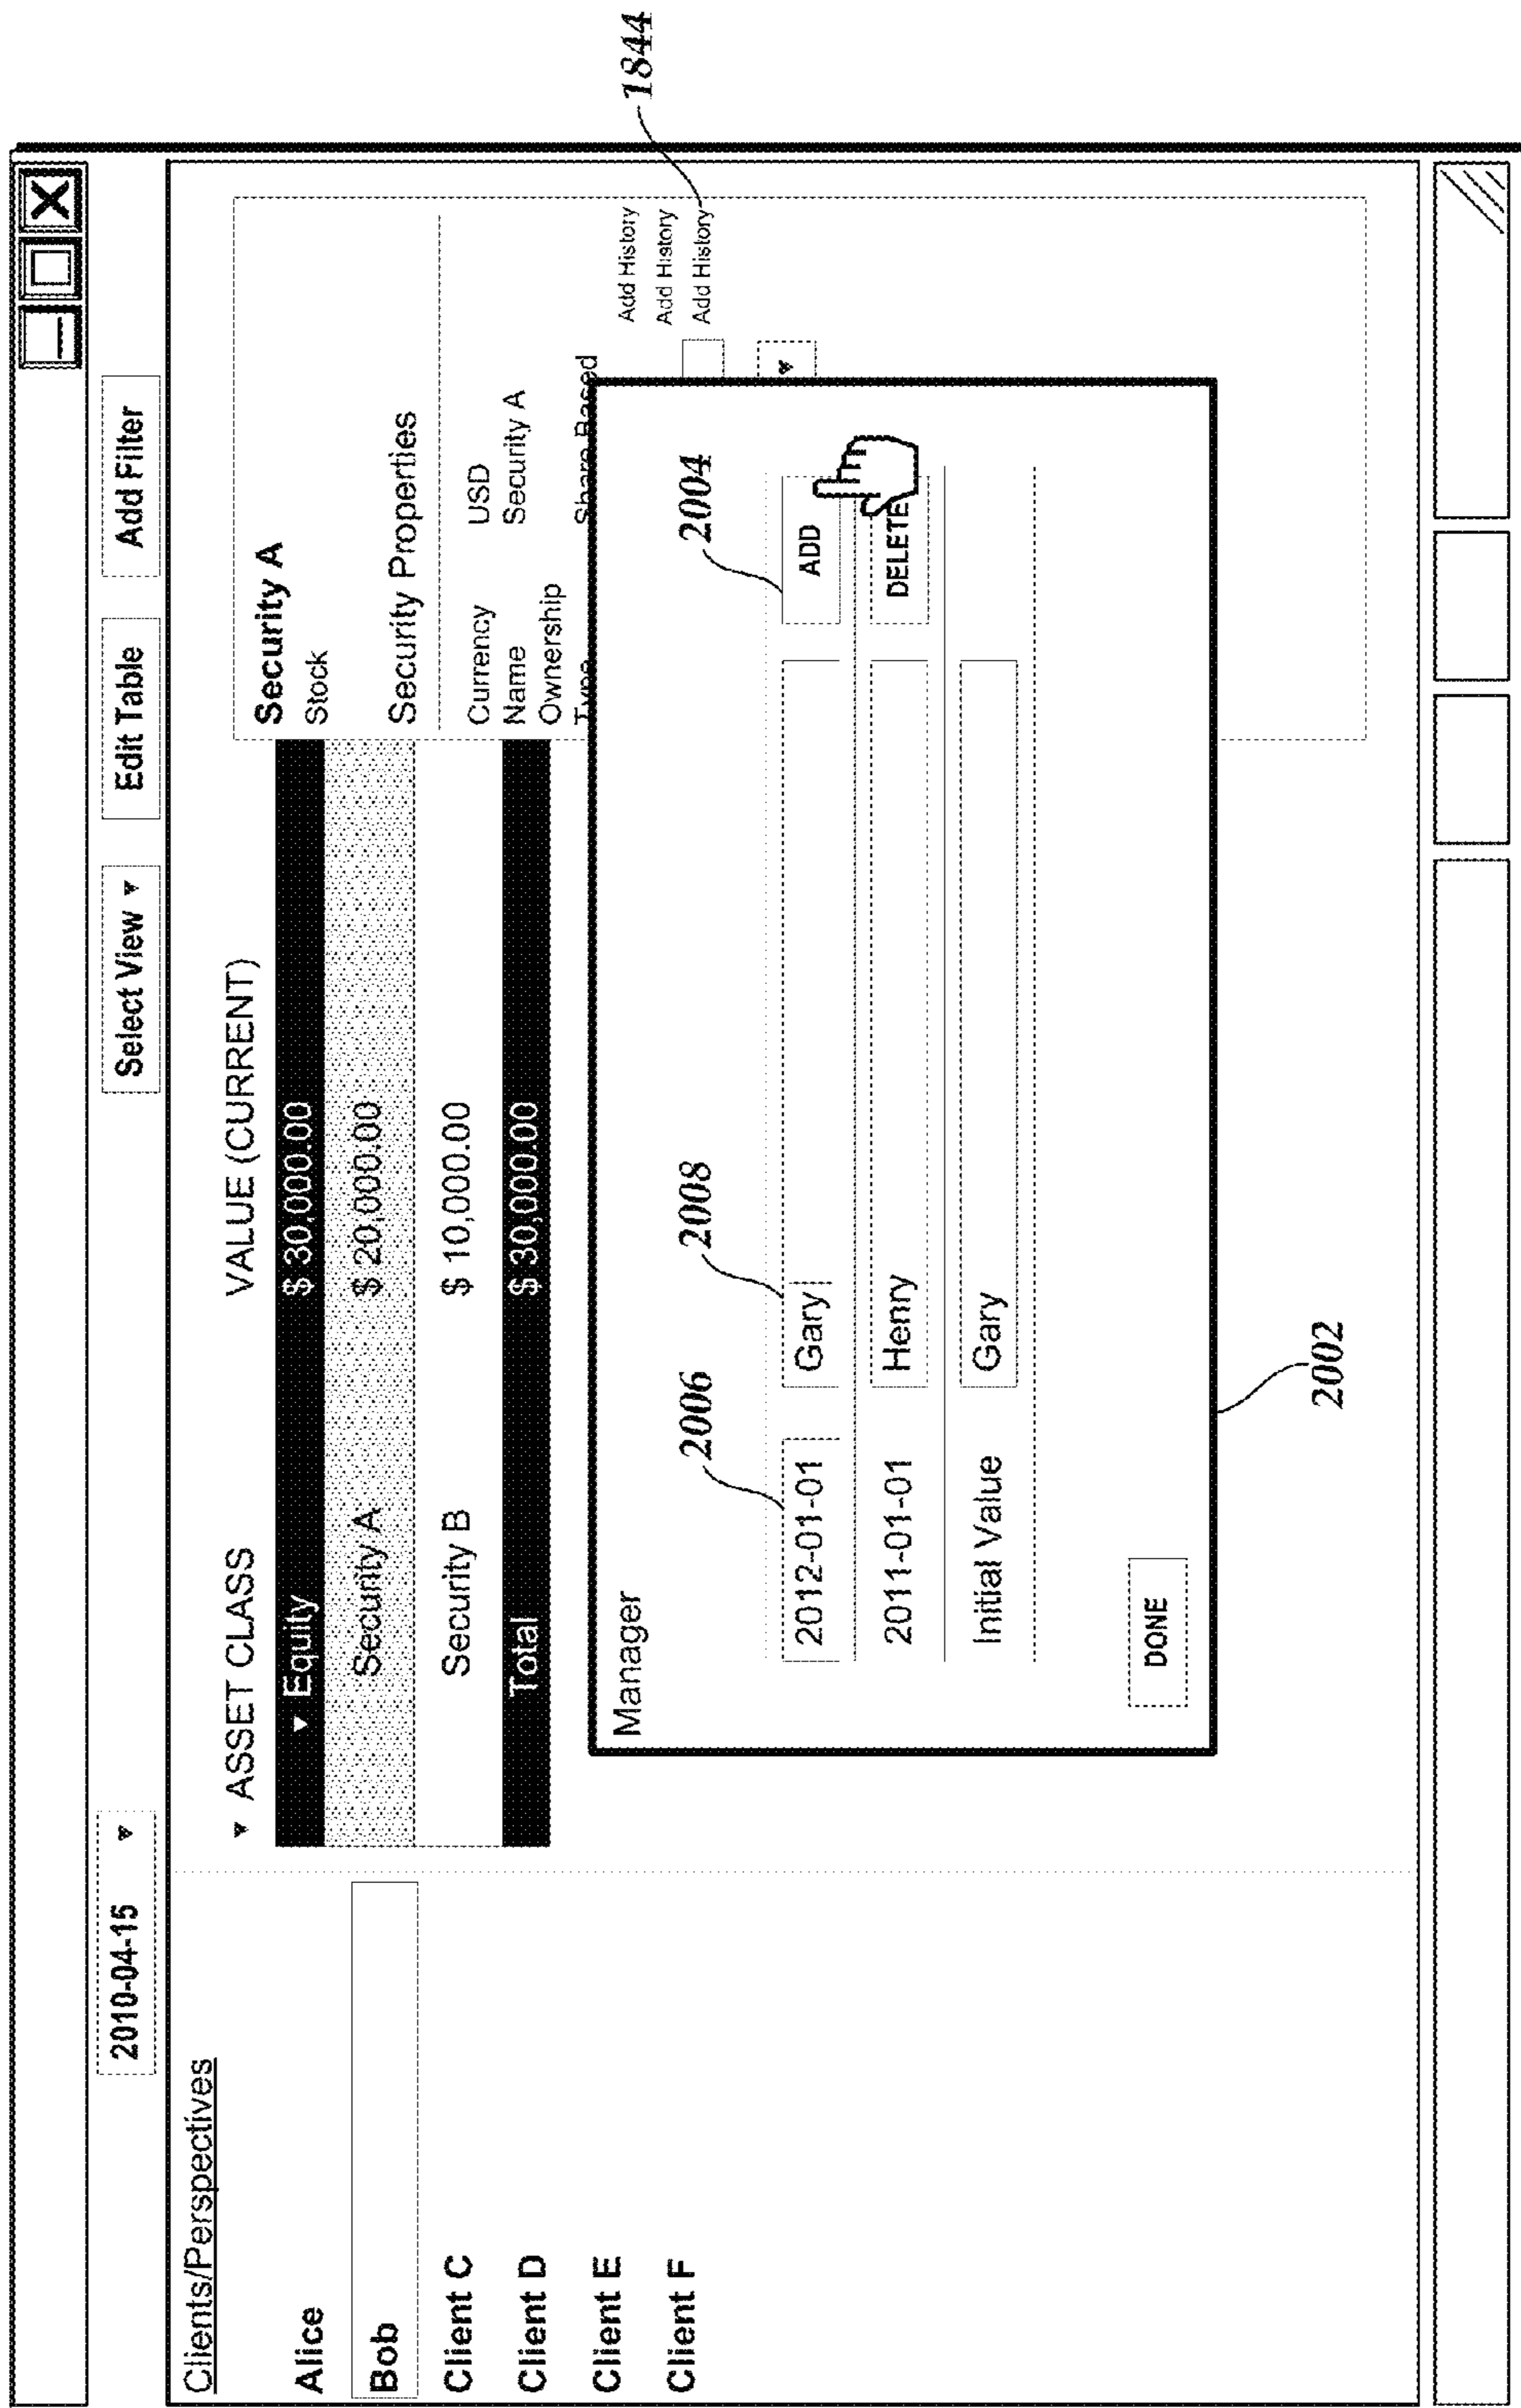 2010-04-15 ▼ Select View ▼ Edit Table Add Filter
Clients/Perspectives
Alice
Bob
Client C
Client D
Client E
Client F
▼ ASSET CLASS VALUE (CURRENT)
▼ Equity $ 30,000.00
Security A $ 20,000.00
Security B $ 10,000.00
Total $ 30,000.00
Security A
Stock
Security Properties
Currency USD
Name Security A
Ownership
Type Share Based
Add History
Add History
Add History
1844
Manager
2006 2008 2004
2012-01-01 Gary ADD
2011-01-01 Henry DELETE
Initial Value Gary
DONE
2002